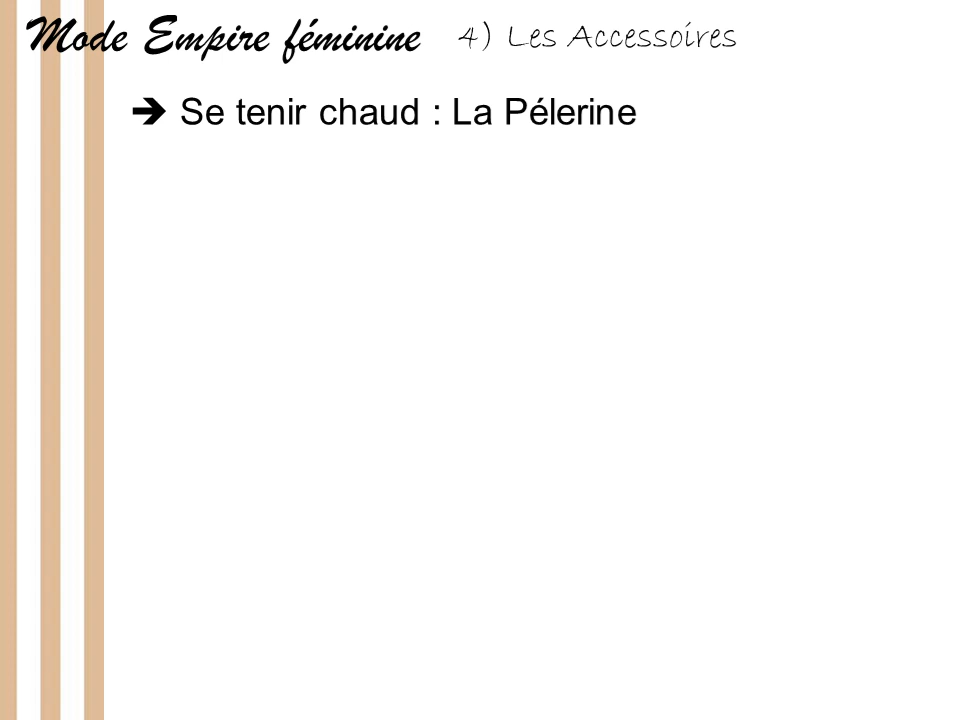 Mode Empire féminine 4) Les Accessoires
➔ Se tenir chaud : La Pélerine